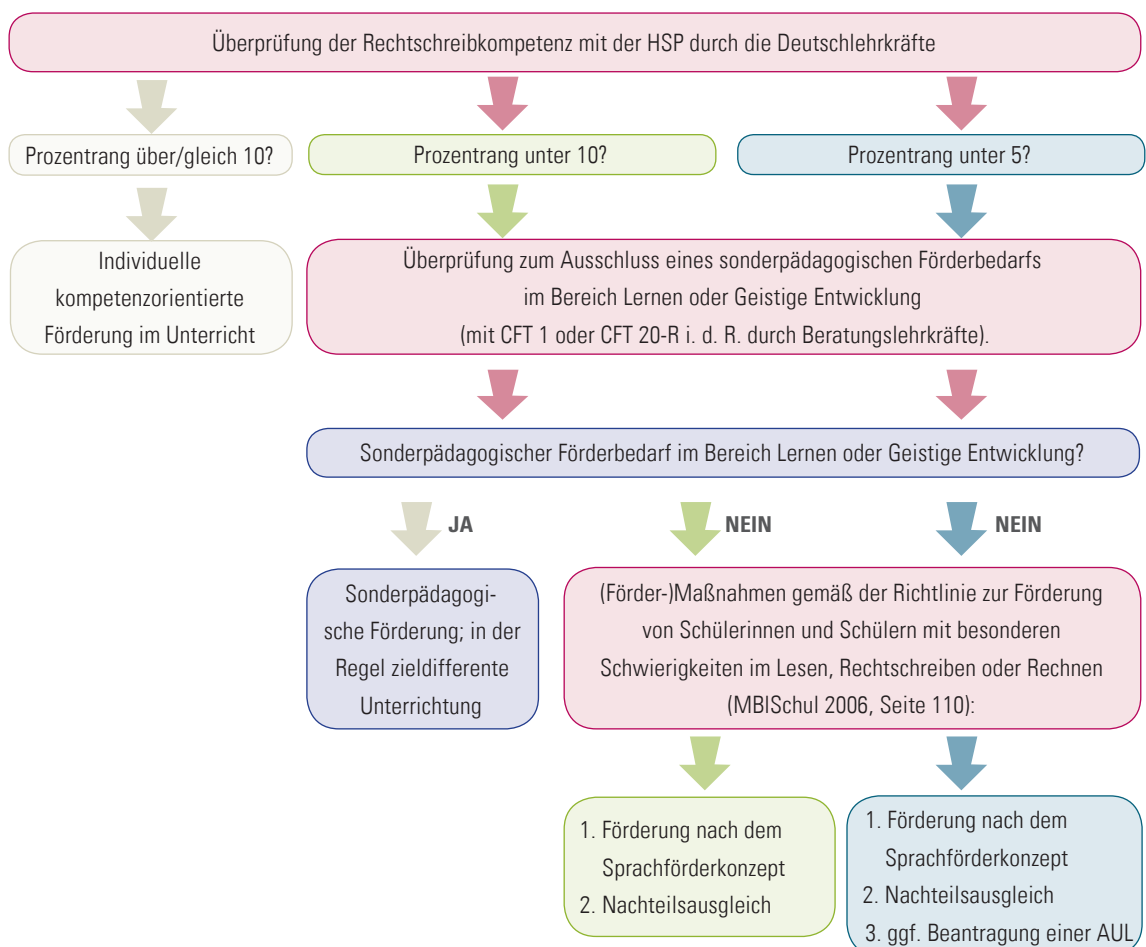 Überprüfung der Rechtschreibkompetenz mit der HSP durch die Deutschlehrkräfte
Prozentrang über/gleich 10?
Prozentrang unter 10?
Prozentrang unter 5?
Individuelle
kompetenzorientierte
Förderung im Unterricht
Überprüfung zum Ausschluss eines sonderpädagogischen Förderbedarfs
im Bereich Lernen oder Geistige Entwicklung
(mit CFT 1 oder CFT 20-R i. d. R. durch Beratungslehrkräfte).
Sonderpädagogischer Förderbedarf im Bereich Lernen oder Geistige Entwicklung?
JA
NEIN
NEIN
Sonderpädagogi-
sche Förderung; in der
Regel zieldifferente
Unterrichtung
(Förder-)Maßnahmen gemäß der Richtlinie zur Förderung
von Schülerinnen und Schülern mit besonderen
Schwierigkeiten im Lesen, Rechtschreiben oder Rechnen
(MBISchul 2006, Seite 110):
1. Förderung nach dem
Sprachförderkonzept
2. Nachteilsausgleich
1. Förderung nach dem
Sprachförderkonzept
2. Nachteilsausgleich
3. ggf. Beantragung einer AUL